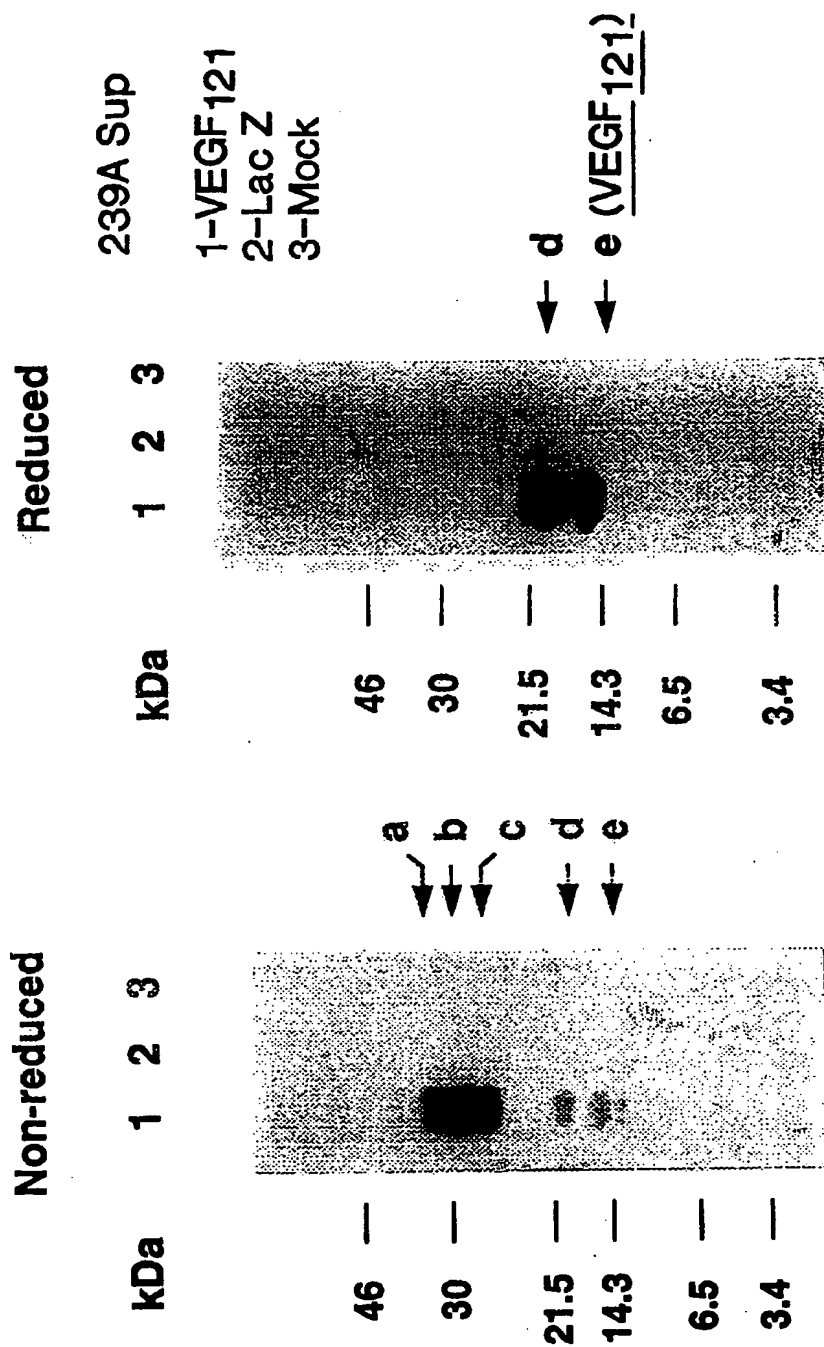 Non-reduced
kDa
1 2 3
46
30
21.5
14.3
6.5
3.4
a
b
c
d
e
Reduced
kDa
1 2 3
46
30
21.5
14.3
6.5
3.4
d
e (VEGF121)
239A Sup
1-VEGF121
2-Lac Z
3-Mock